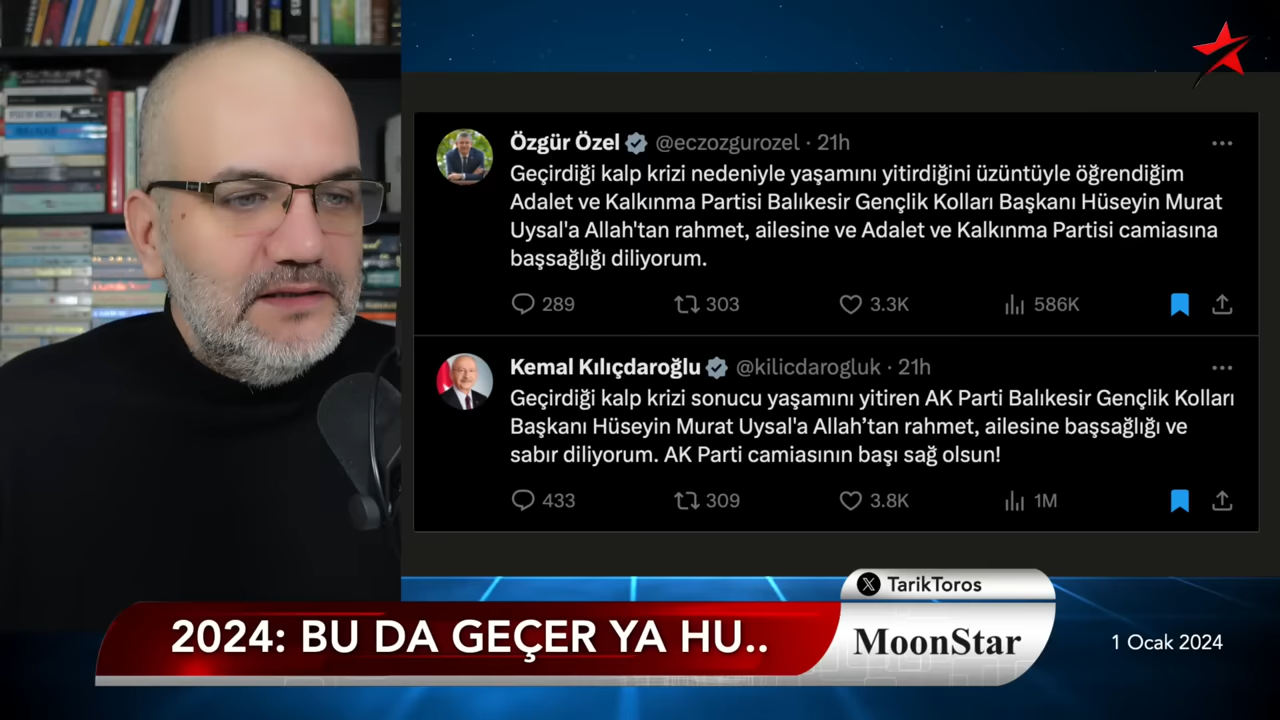 Özgür Özel @eczozgurozel · 21h
Geçirdiği kalp krizi nedeniyle yaşamını yitirdiğini üzüntüyle öğrendiğim
Adalet ve Kalkınma Partisi Balıkesir Gençlik Kolları Başkanı Hüseyin Murat
Uysal'a Allah'tan rahmet, ailesine ve Adalet ve Kalkınma Partisi camiasına
başsağlığı diliyorum.
289 303 3.3K 586K
Kemal Kılıçdaroğlu @kilicdarogluk · 21h
Geçirdiği kalp krizi sonucu yaşamını yitiren AK Parti Balıkesir Gençlik Kolları
Başkanı Hüseyin Murat Uysal'a Allah’tan rahmet, ailesine başsağlığı ve
sabır diliyorum. AK Parti camiasının başı sağ olsun!
433 309 3.8K 1M
TarikToros
2024: BU DA GEÇER YA HU..
MoonStar
1 Ocak 2024